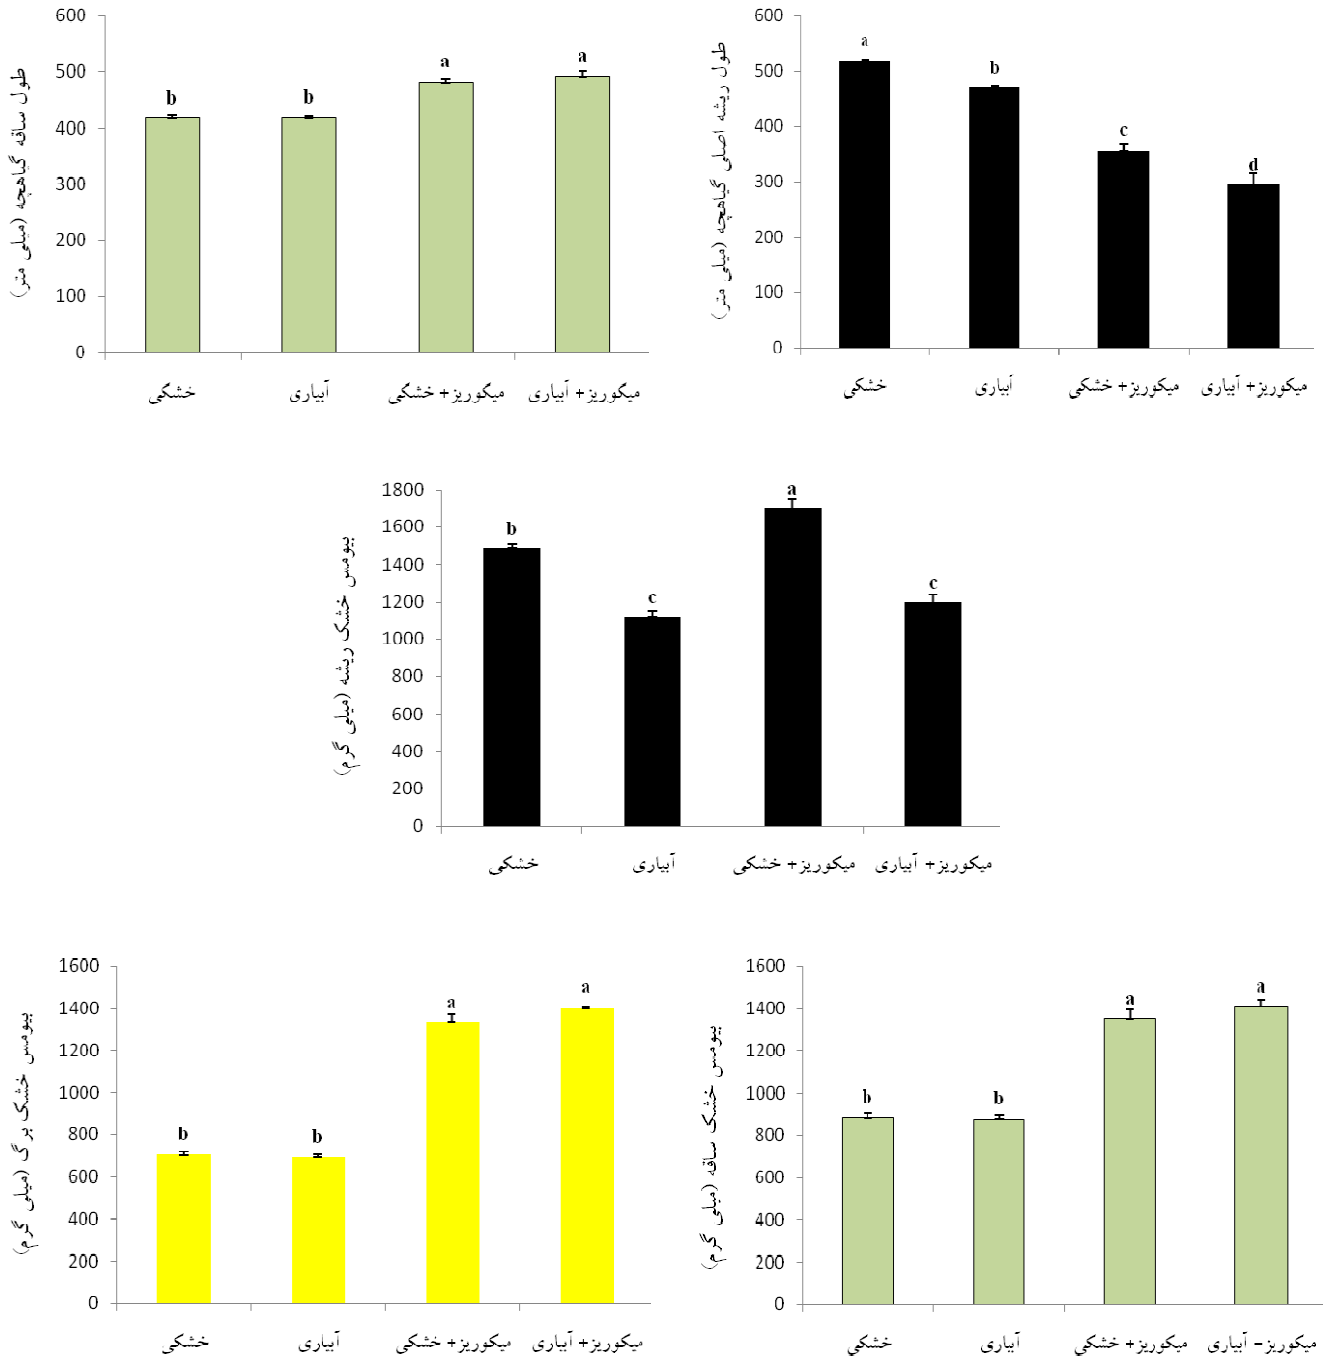 طول ساقه گیاهچه (میلی متر)
600
500
400
300
200
100
0
b
b
a
a
خشکی
آبیاری
میکوریز+ خشکی
میکوریز+ آبیاری
طول ریشه اصلی گیاهچه (میلی متر)
600
500
400
300
200
100
0
a
b
c
d
خشکی
آبیاری
میکوریز+ خشکی
میکوریز+ آبیاری
بیومس خشک ریشه (میلی گرم)
1800
1600
1400
1200
1000
800
600
400
200
0
b
c
a
c
خشکی
آبیاری
میکوریز+ خشکی
میکوریز+ آبیاری
بیومس خشک برگ (میلی گرم)
1600
1400
1200
1000
800
600
400
200
0
b
b
a
a
خشکی
آبیاری
میکوریز+ خشکی
میکوریز+ آبیاری
بیومس خشک ساقه (میلی گرم)
1600
1400
1200
1000
800
600
400
200
0
b
b
a
a
خشکی
آبیاری
میکوریز+ خشکی
میکوریز- آبیاری